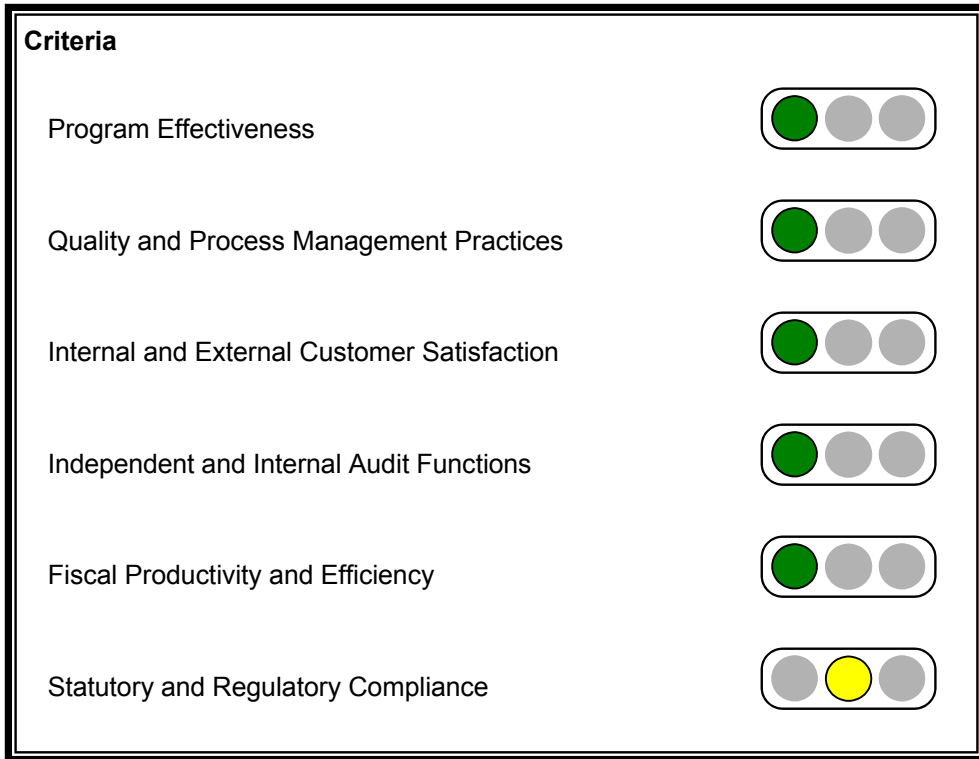 Criteria
Program Effectiveness
Quality and Process Management Practices
Internal and External Customer Satisfaction
Independent and Internal Audit Functions
Fiscal Productivity and Efficiency
Statutory and Regulatory Compliance